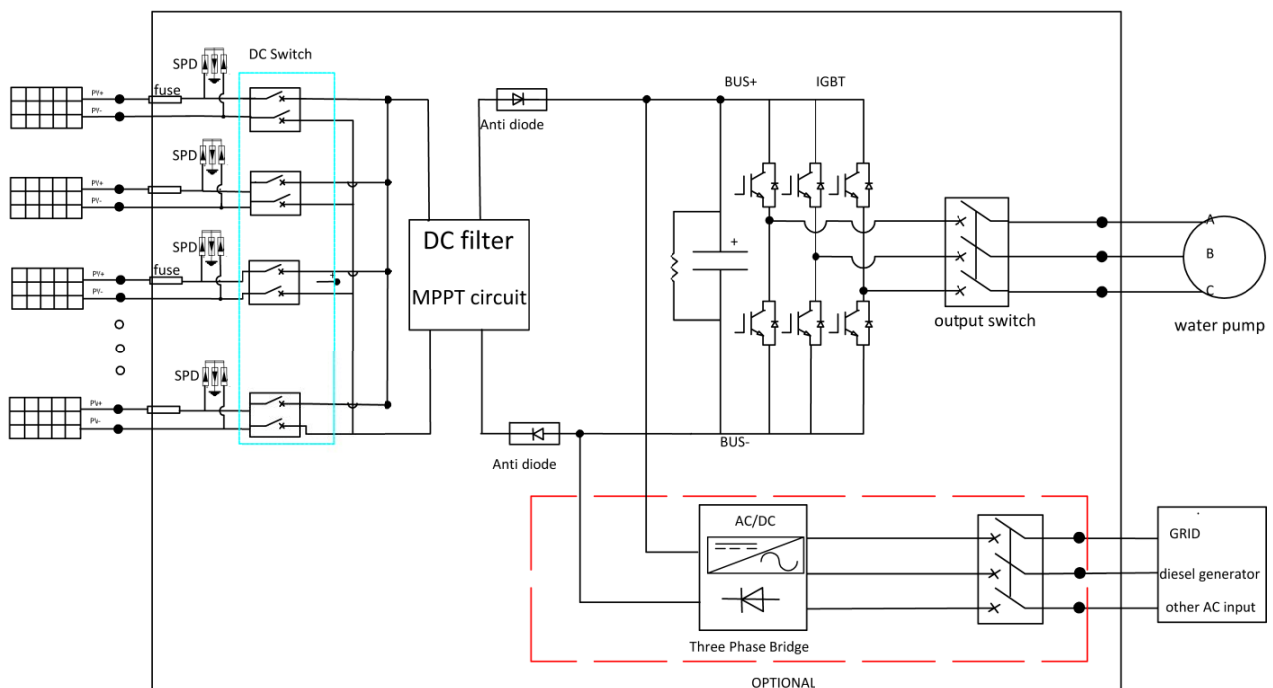 DC Switch
SPD
PV+
fuse
PV-
SPD
PV+
PV-
SPD
PV+
fuse
PV-
SPD
PV+
PV-
+
DC filter
MPPT circuit
Anti diode
Anti diode
BUS+
IGBT
+
BUS-
output switch
A
B
C
water pump
AC/DC
Three Phase Bridge
OPTIONAL
GRID
diesel generator
other AC input